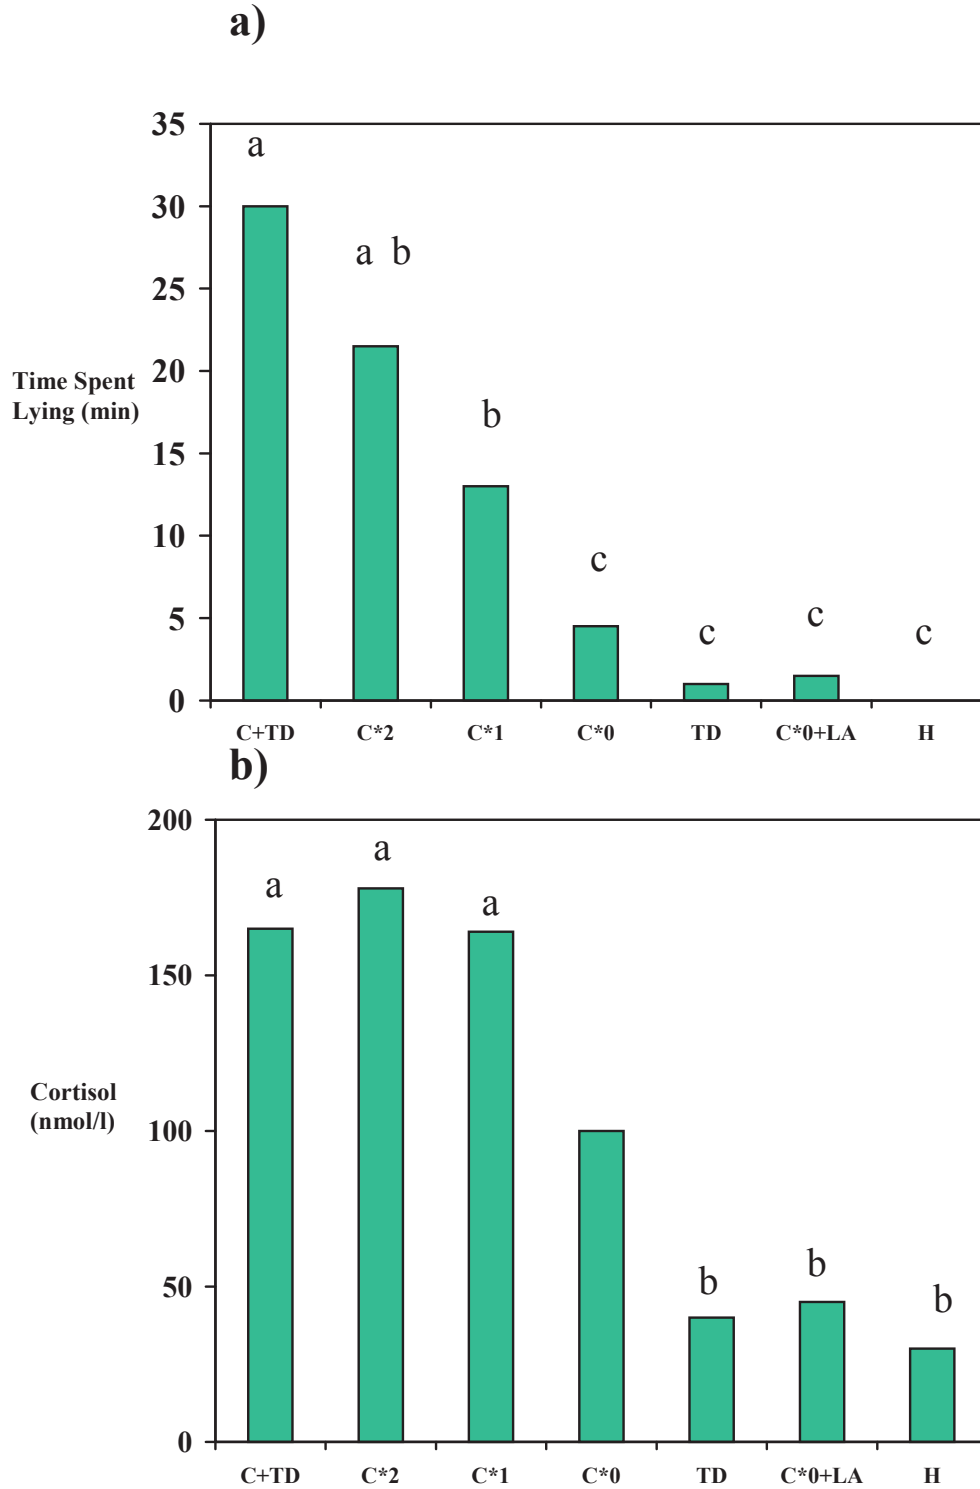 a)
35
a
30
a b
25
Time Spent
Lying (min)
20
b
15
10
c
5
c
c
c
0
C+TD C*2 C*1 C*0 TD C*0+LA H
b)
200
a
a
a
150
Cortisol
(nmol/l)
100
50
b
b
b
0
C+TD C*2 C*1 C*0 TD C*0+LA H